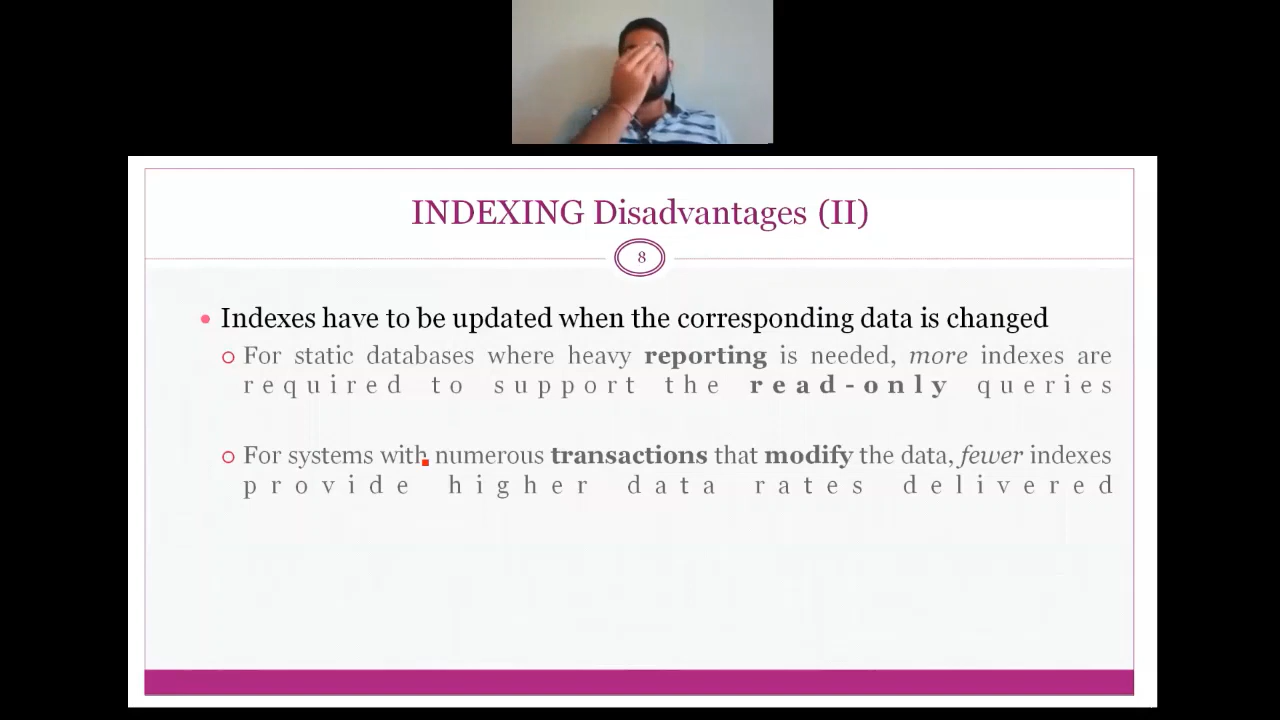 INDEXING Disadvantages (II)
8
Indexes have to be updated when the corresponding data is changed
For static databases where heavy reporting is needed, more indexes are
required to support the read-only queries
For systems with numerous transactions that modify the data, fewer indexes
provide higher data rates delivered